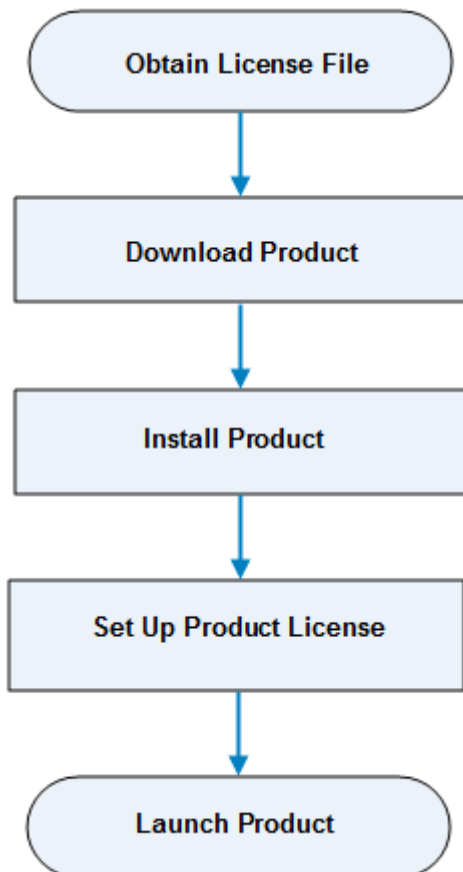 Obtain License File
Download Product
Install Product
Set Up Product License
Launch Product